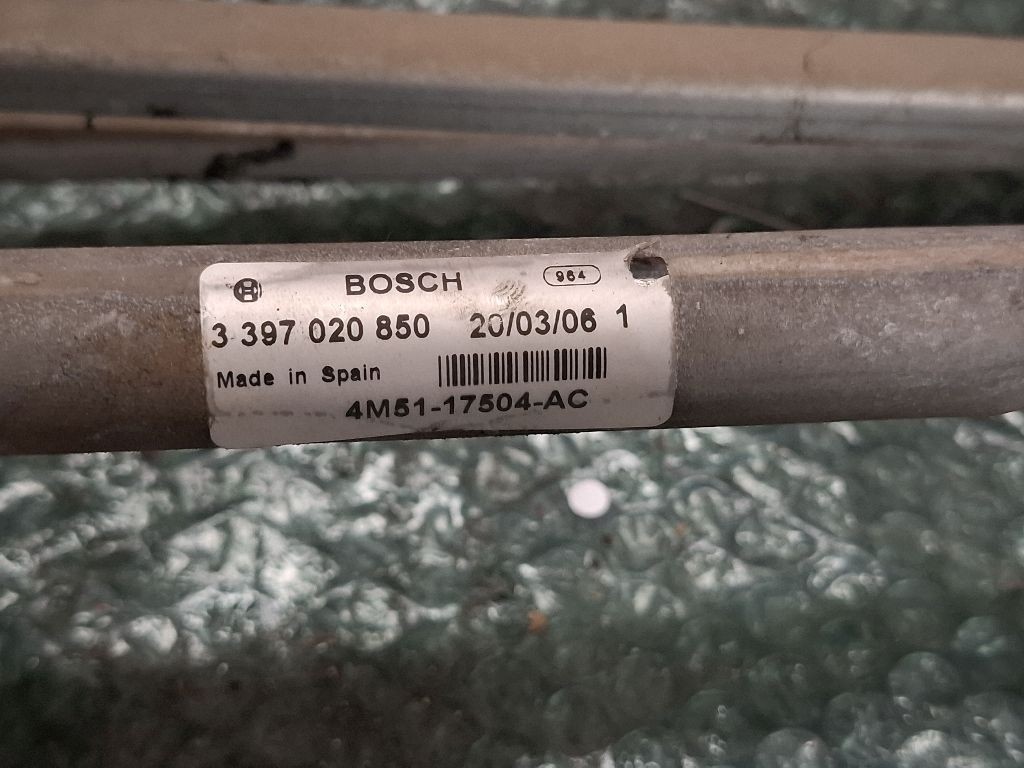 BOSCH 964
3 397 020 850 20/03/06 1
Made in Spain
4M51-17504-AC